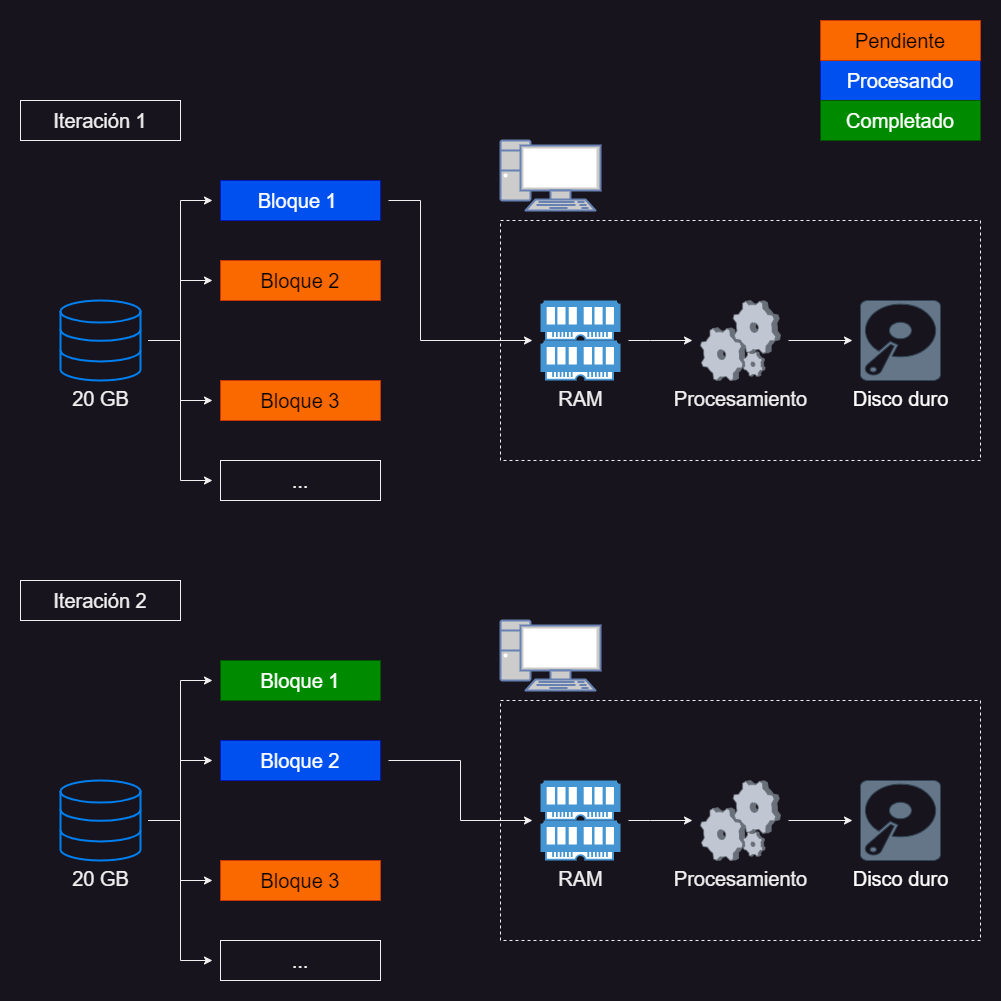 Pendiente
Procesando
Completado
Iteración 1
Bloque 1
Bloque 2
Bloque 3
...
20 GB
RAM
Procesamiento
Disco duro
Iteración 2
Bloque 1
Bloque 2
Bloque 3
...
20 GB
RAM
Procesamiento
Disco duro